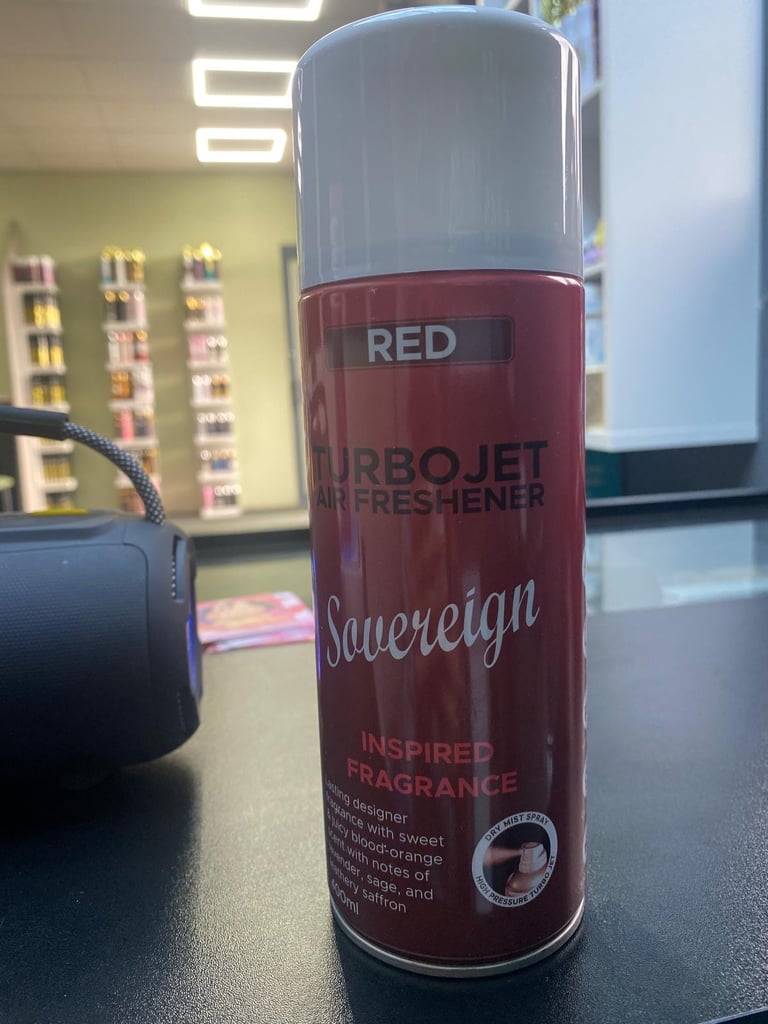 RED
TURBOJET
AIR FRESHENER
Sovereign
INSPIRED
FRAGRANCE
lasting designer
fragrance with sweet
& juicy blood-orange
scent with notes of
lavender, sage, and
leathery saffron
400ml
DRY MIST SPRAY
HIGH PRESSURE TURBO JET